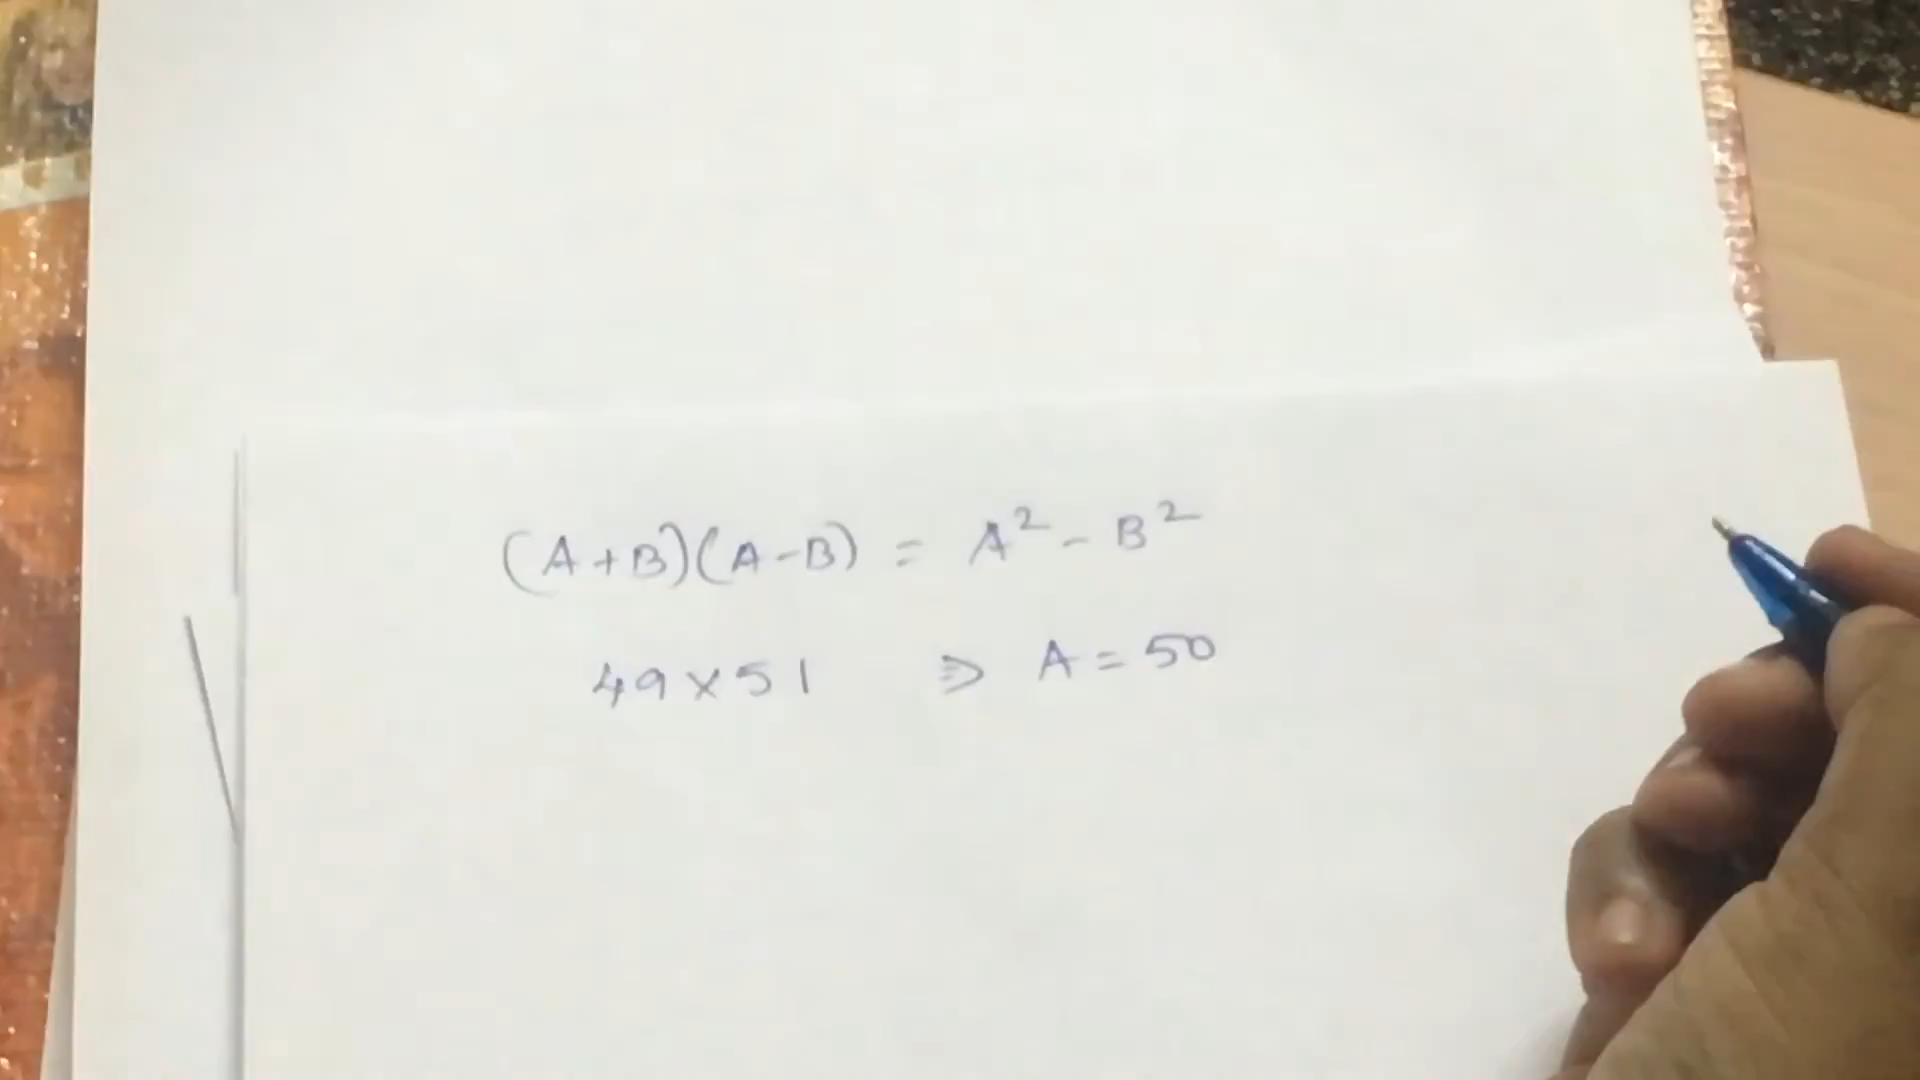 (A+B)(A-B) = A² - B²
49×51 ⇒ A = 50